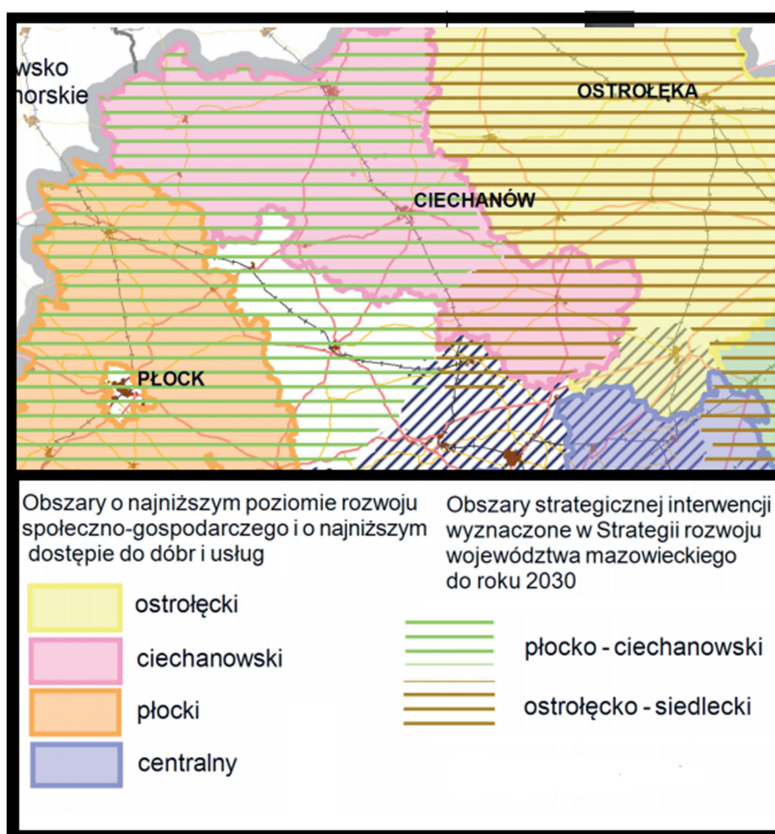 wsko
orskie
OSTROŁĘKA
CIECHANÓW
PŁOCK
Obszary o najniższym poziomie rozwoju
społeczno-gospodarczego i o najniższym
dostępie do dóbr i usług
ostrołęcki
ciechanowski
płocki
centralny
Obszary strategicznej interwencji
wyznaczone w Strategii rozwoju
województwa mazowieckiego
do roku 2030
płocko - ciechanowski
ostrołęcko - siedlecki